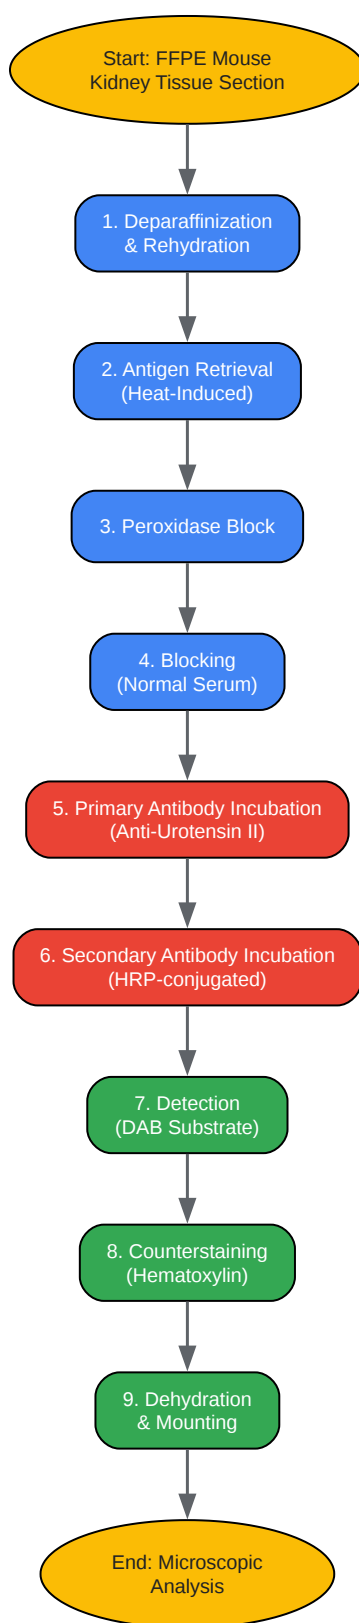 Start: FFPE Mouse
Kidney Tissue Section
1. Deparaffinization
& Rehydration
2. Antigen Retrieval
(Heat-Induced)
3. Peroxidase Block
4. Blocking
(Normal Serum)
5. Primary Antibody Incubation
(Anti-Urotensin II)
6. Secondary Antibody Incubation
(HRP-conjugated)
7. Detection
(DAB Substrate)
8. Counterstaining
(Hematoxylin)
9. Dehydration
& Mounting
End: Microscopic
Analysis